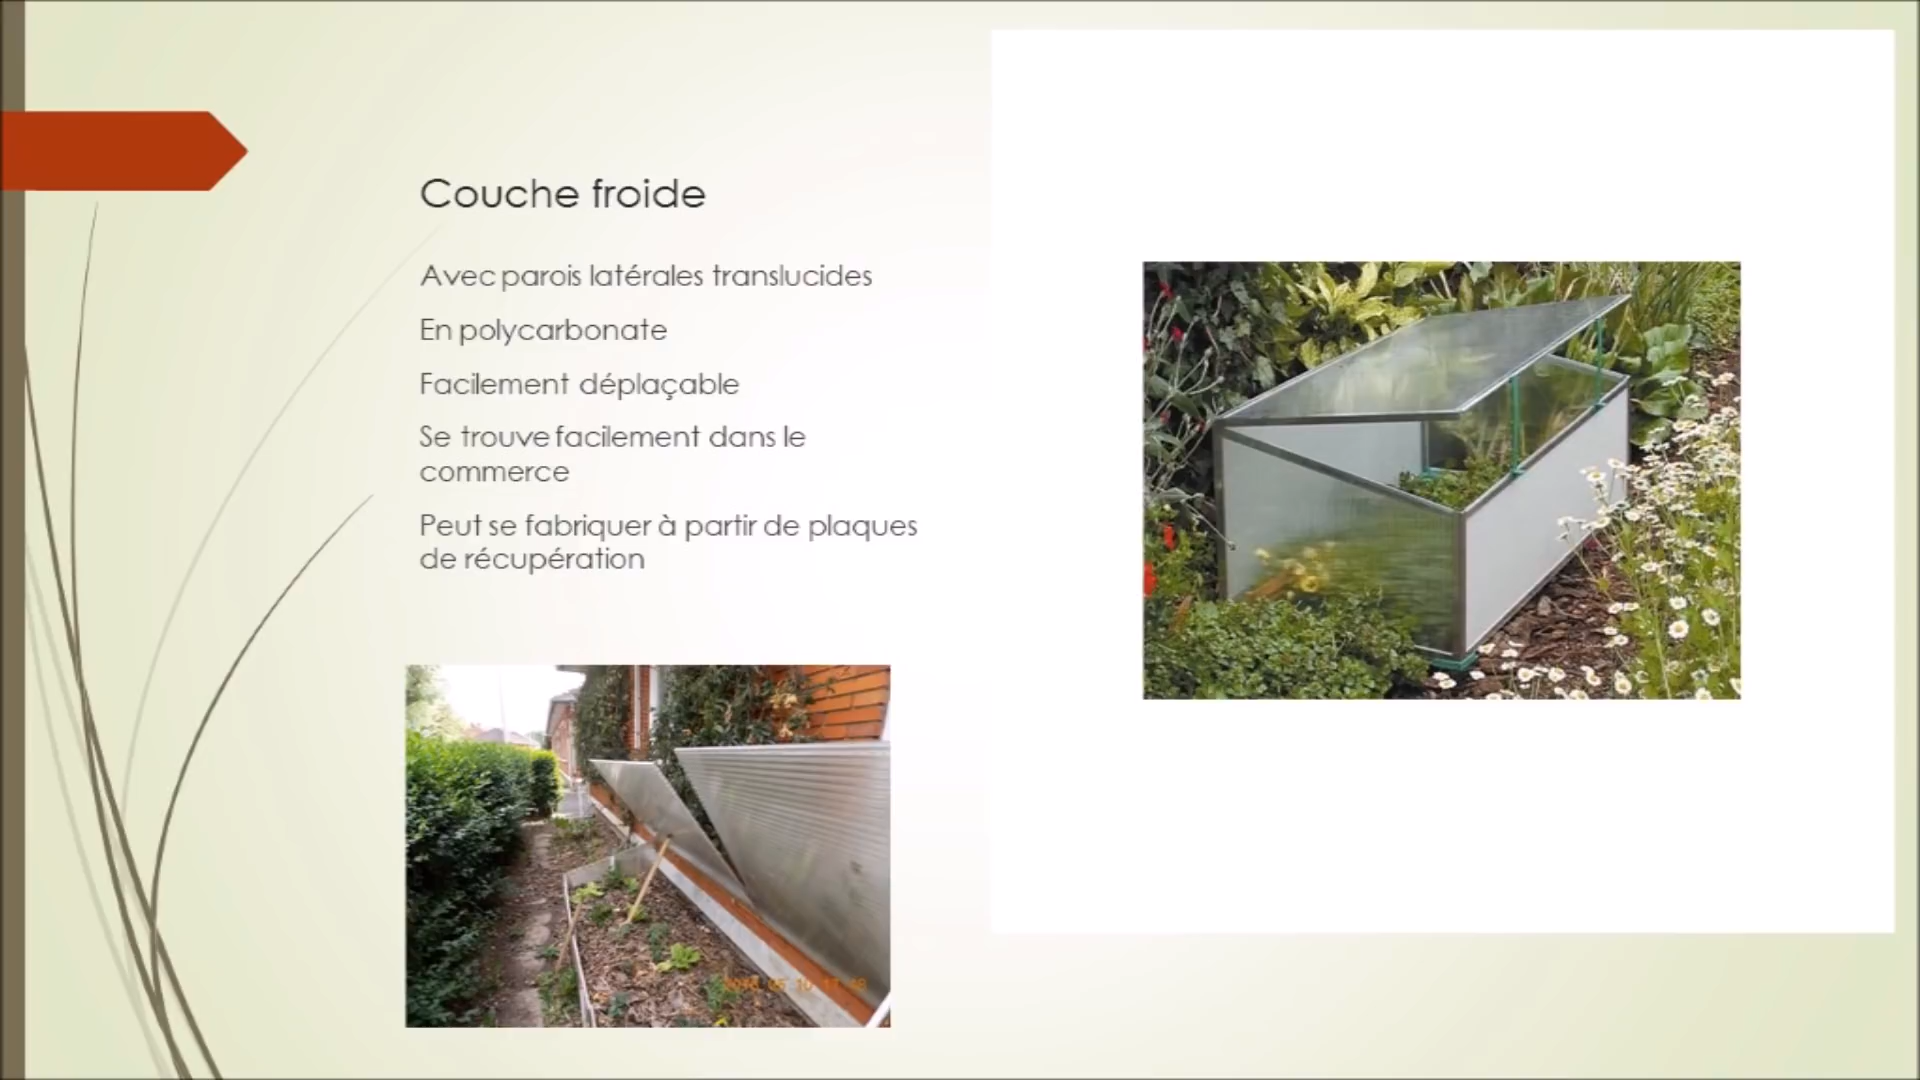 Couche froide
Avec parois latérales translucides
En polycarbonate
Facilement déplaçable
Se trouve facilement dans le
commerce
Peut se fabriquer à partir de plaques
de récupération